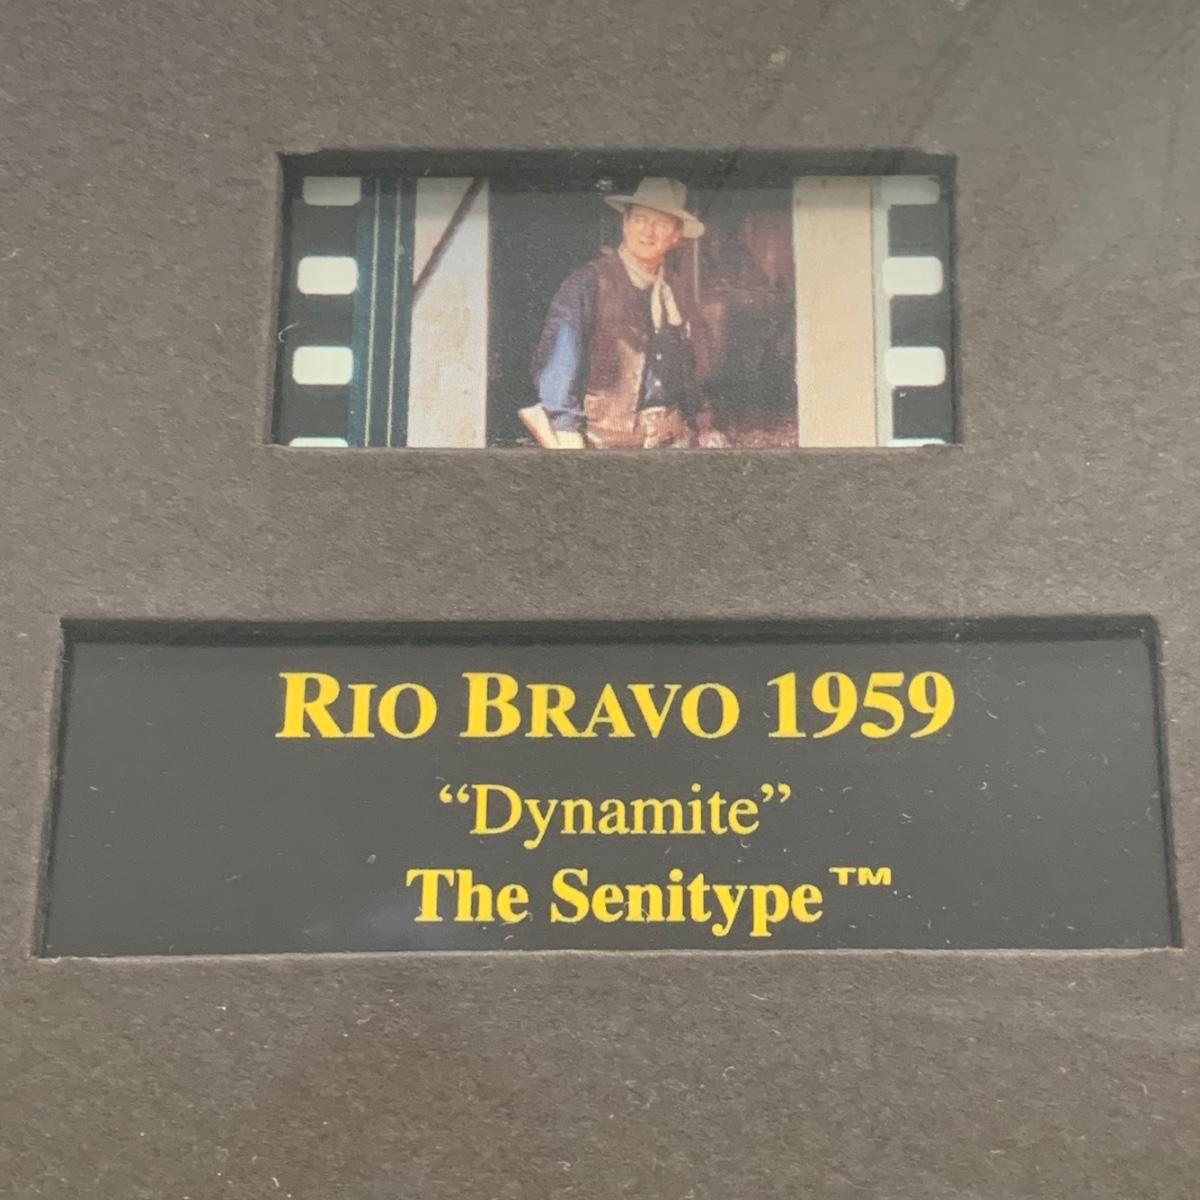 RIO BRAVO 1959
“Dynamite”
The Senitype™